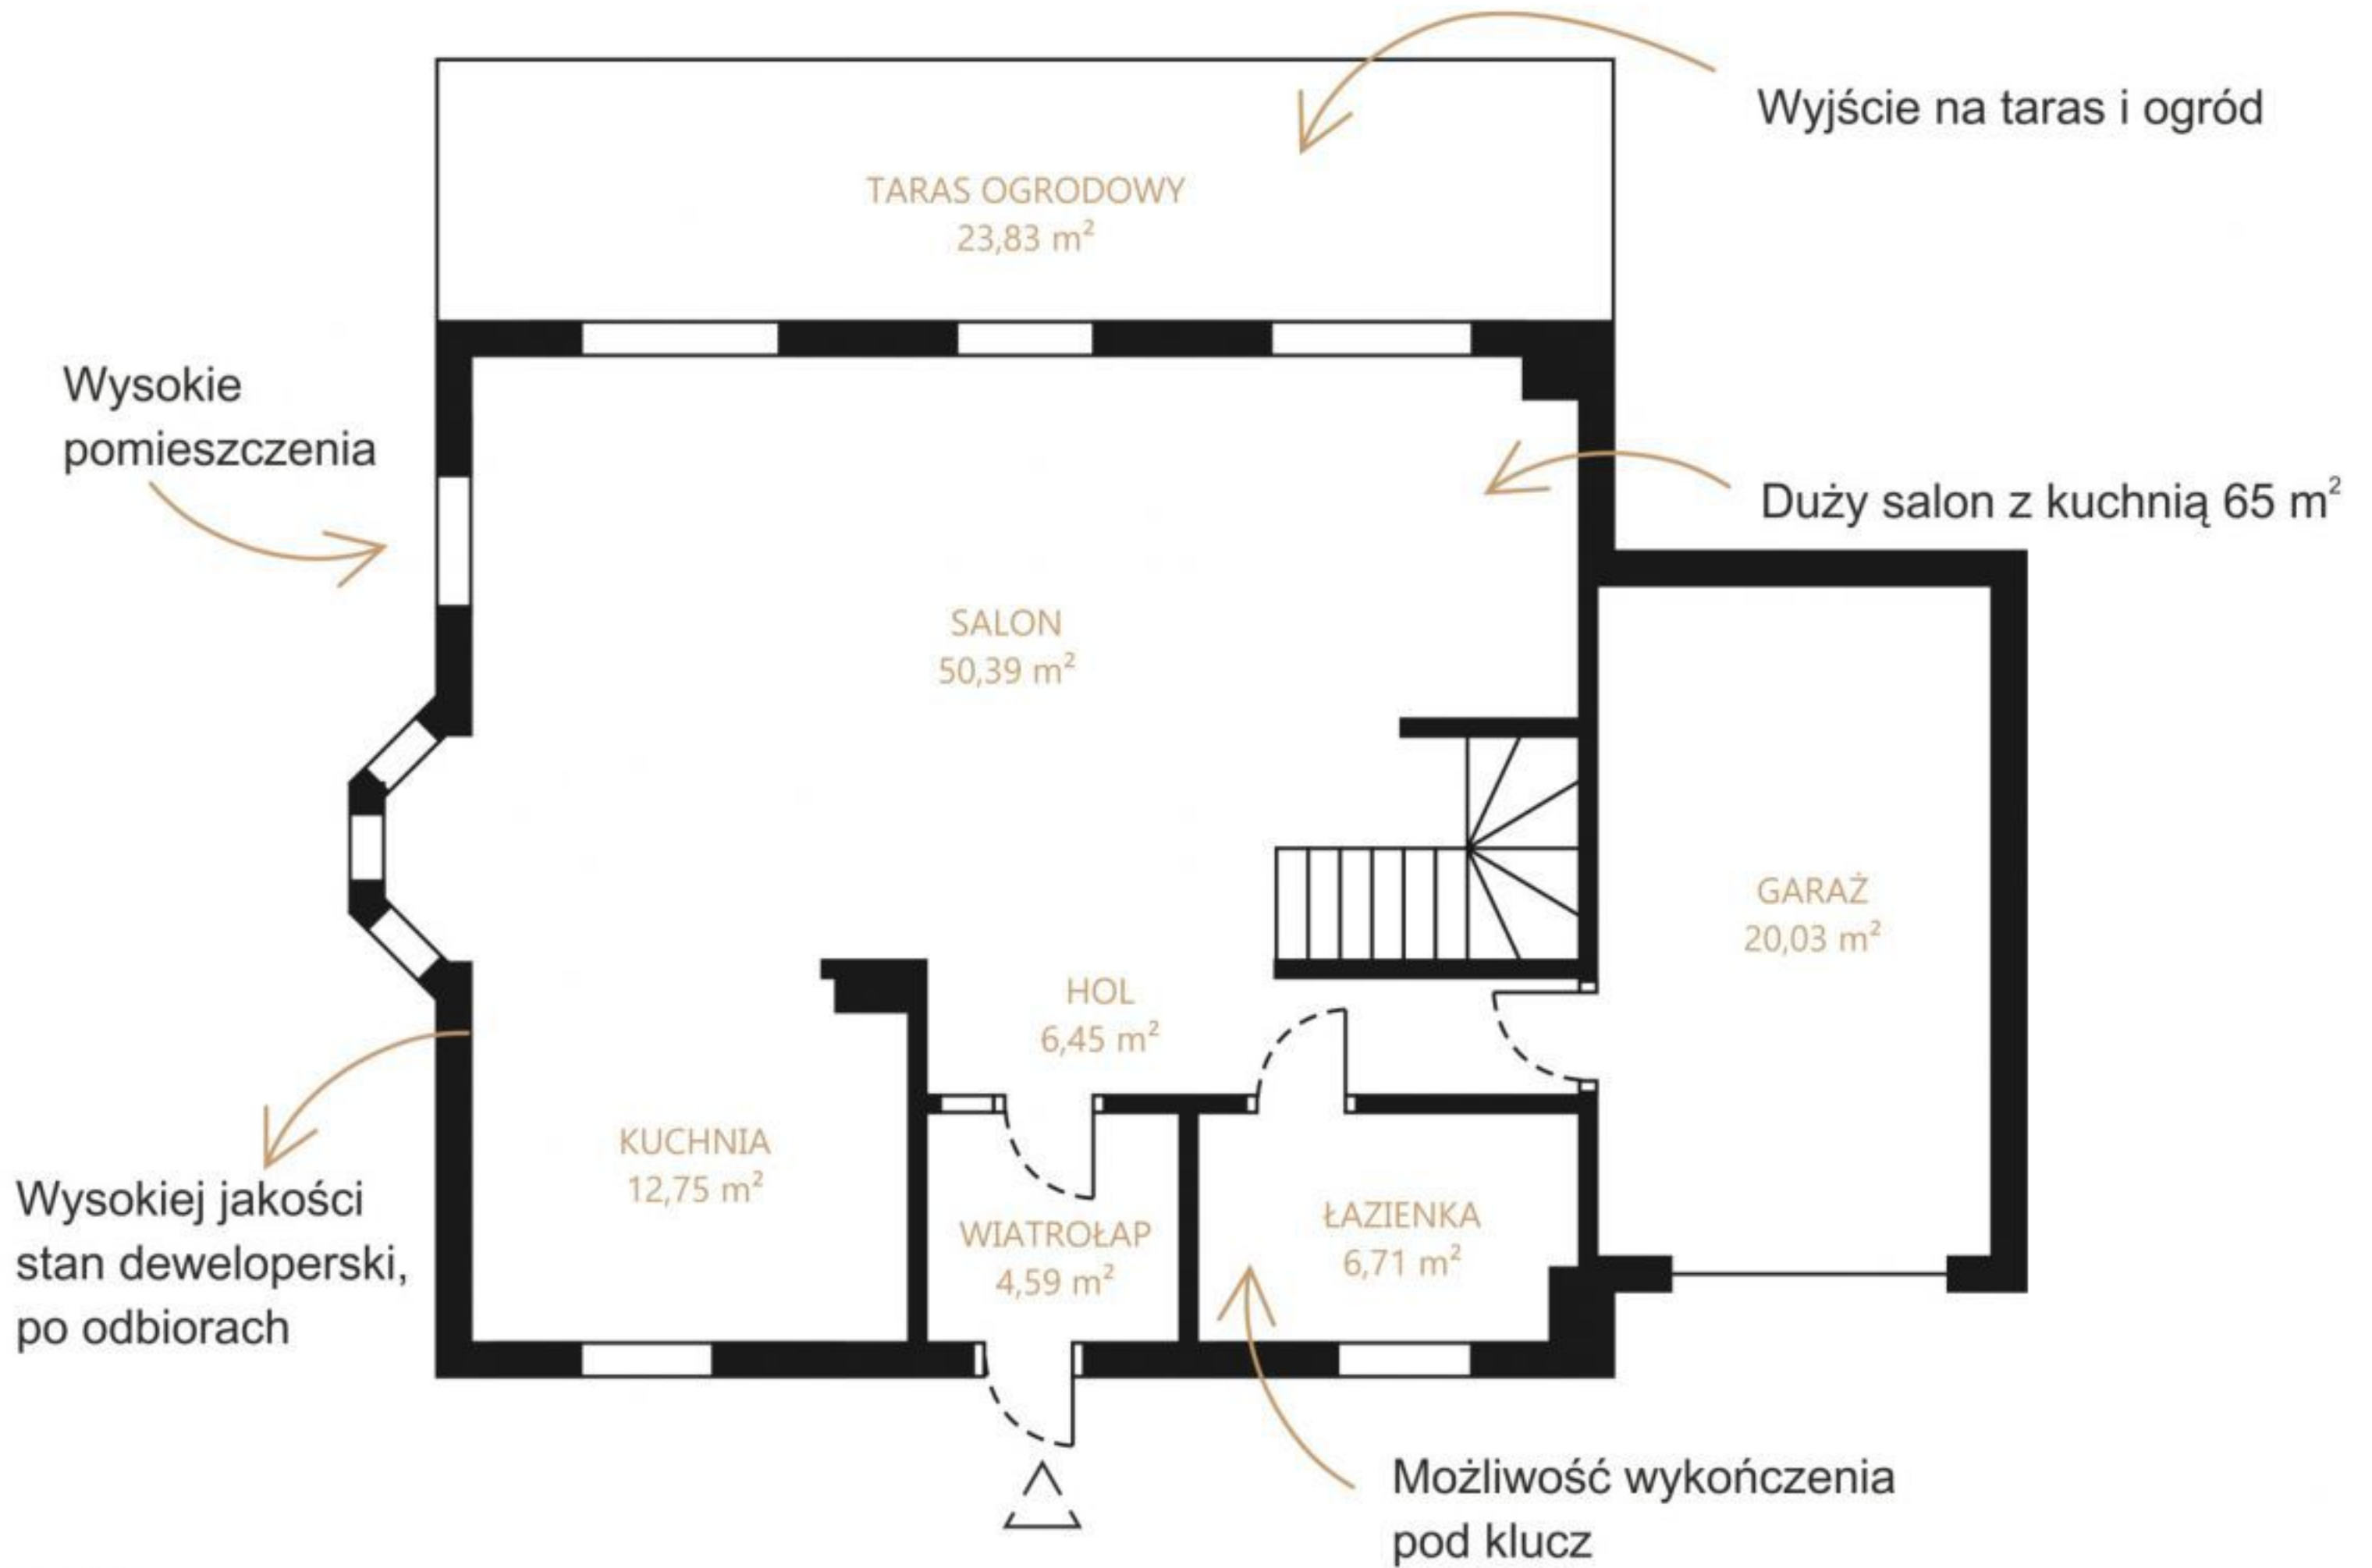 Wyjście na taras i ogród
TARAS OGRODOWY
23,83 m²
Wysokie
pomieszczenia
Duży salon z kuchnią 65 m²
SALON
50,39 m²
GARAŻ
20,03 m²
HOL
6,45 m²
KUCHNIA
12,75 m²
WIATROŁAP
4,59 m²
ŁAZIENKA
6,71 m²
Wysokiej jakości
stan deweloperski,
po odbiorach
Możliwość wykończenia
pod klucz